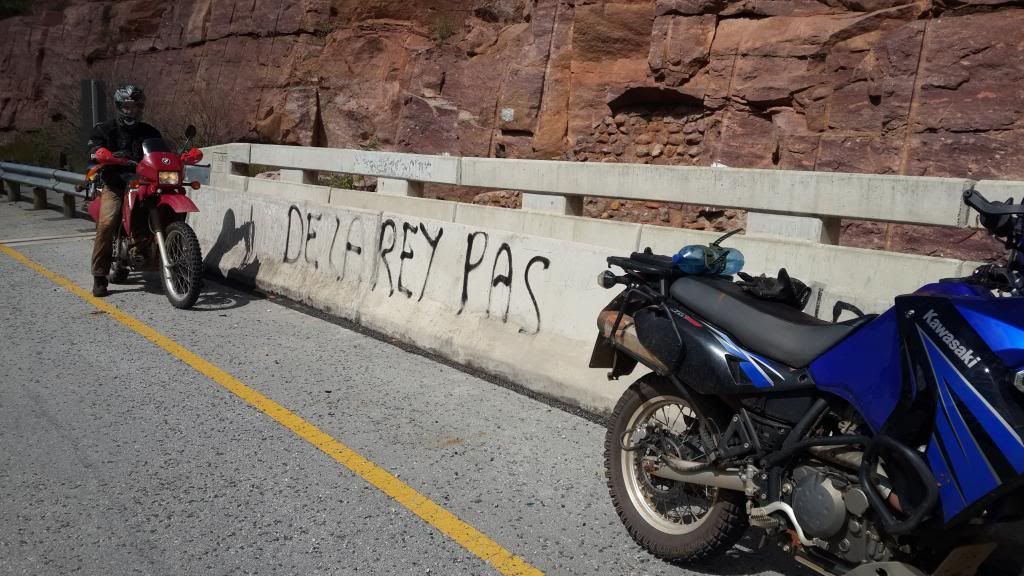 DE LA REY PAS
Kawasaki